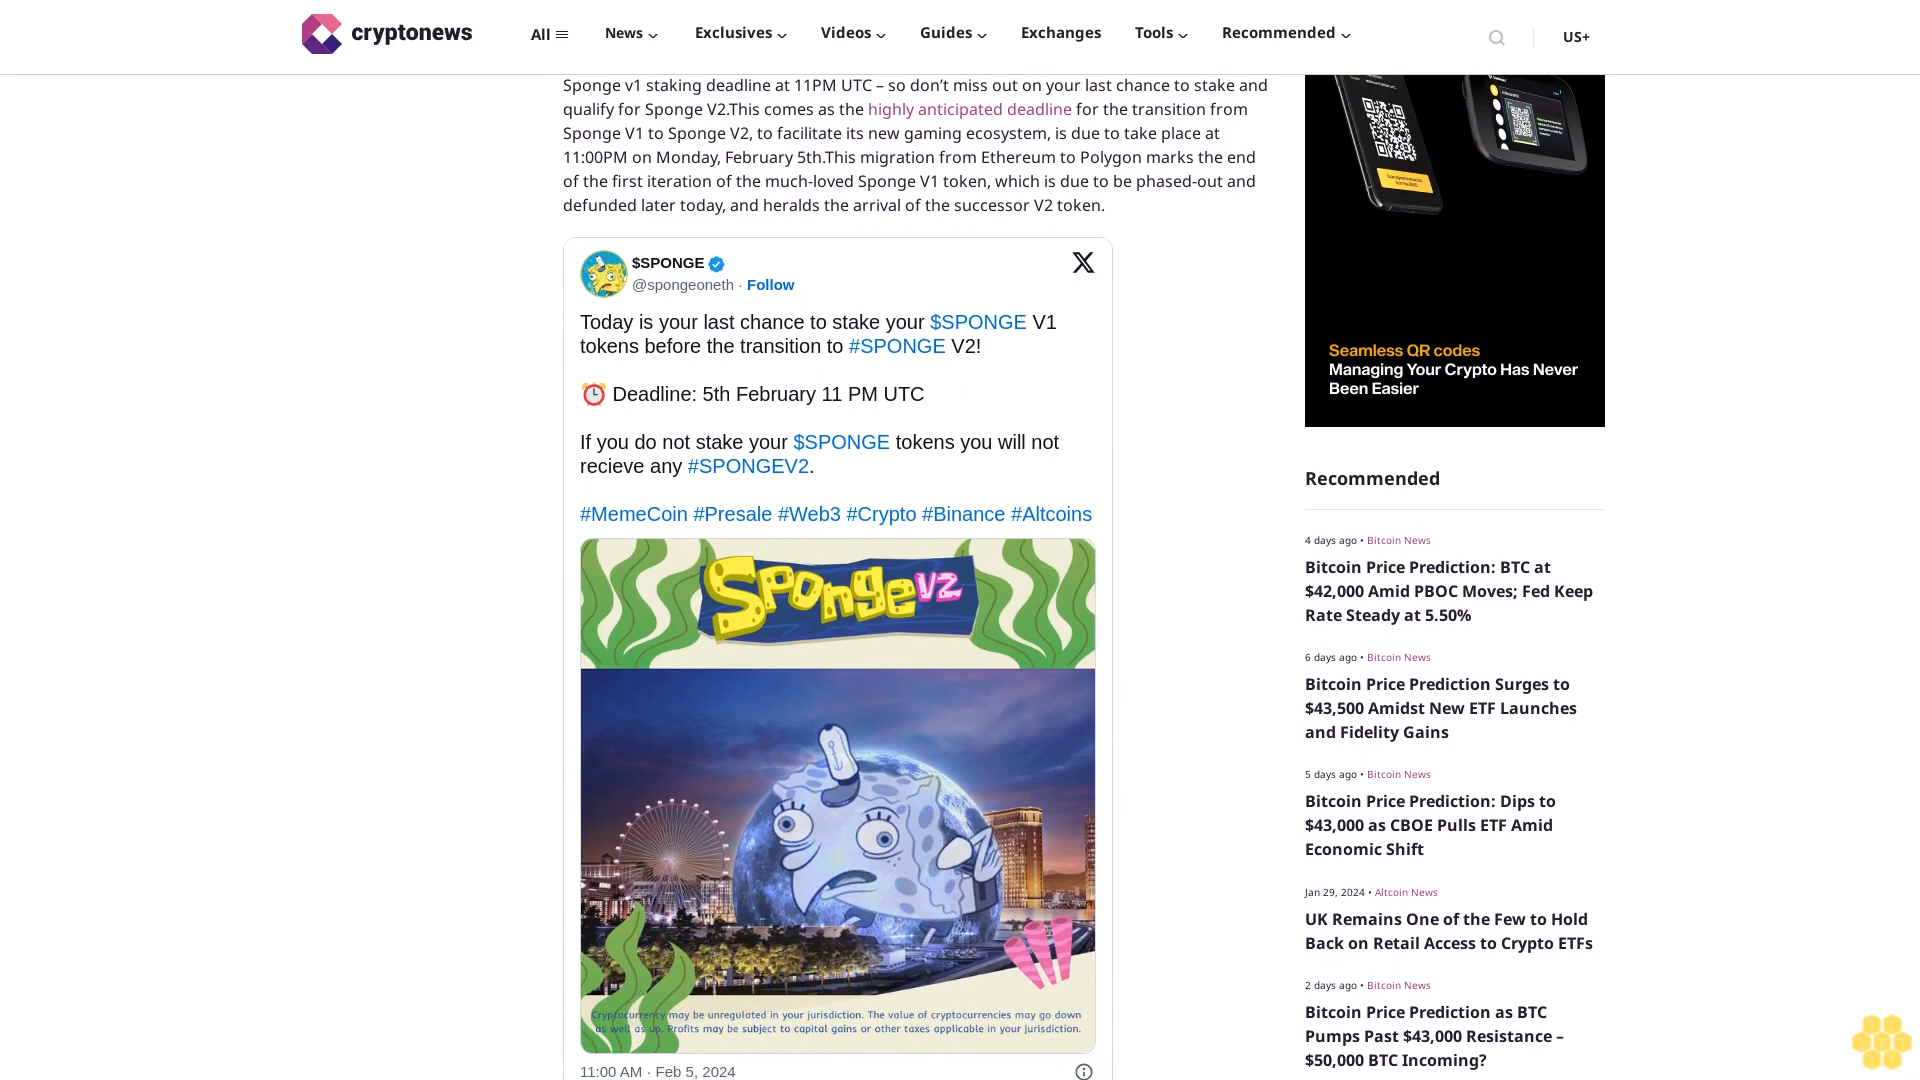 cryptonews
All
News
Exclusives
Videos
Guides
Exchanges
Tools
Recommended
US+
Sponge v1 staking deadline at 11PM UTC – so don’t miss out on your last chance to stake and
qualify for Sponge V2.This comes as the highly anticipated deadline for the transition from
Sponge V1 to Sponge V2, to facilitate its new gaming ecosystem, is due to take place at
11:00PM on Monday, February 5th.This migration from Ethereum to Polygon marks the end
of the first iteration of the much-loved Sponge V1 token, which is due to be phased-out and
defunded later today, and heralds the arrival of the successor V2 token.
$SPONGE
@spongeoneth · Follow
Today is your last chance to stake your $SPONGE V1
tokens before the transition to #SPONGE V2!
Deadline: 5th February 11 PM UTC
If you do not stake your $SPONGE tokens you will not
recieve any #SPONGEV2.
#MemeCoin #Presale #Web3 #Crypto #Binance #Altcoins
Sponge V2
Cryptocurrency may be unregulated in your jurisdiction. The value of cryptocurrencies may go down
as well as up. Profits may be subject to capital gains or other taxes applicable in your jurisdiction.
11:00 AM · Feb 5, 2024
Seamless QR codes
Managing Your Crypto Has Never
Been Easier
Recommended
4 days ago • Bitcoin News
Bitcoin Price Prediction: BTC at
$42,000 Amid PBOC Moves; Fed Keep
Rate Steady at 5.50%
6 days ago • Bitcoin News
Bitcoin Price Prediction Surges to
$43,500 Amidst New ETF Launches
and Fidelity Gains
5 days ago • Bitcoin News
Bitcoin Price Prediction: Dips to
$43,000 as CBOE Pulls ETF Amid
Economic Shift
Jan 29, 2024 • Altcoin News
UK Remains One of the Few to Hold
Back on Retail Access to Crypto ETFs
2 days ago • Bitcoin News
Bitcoin Price Prediction as BTC
Pumps Past $43,000 Resistance –
$50,000 BTC Incoming?